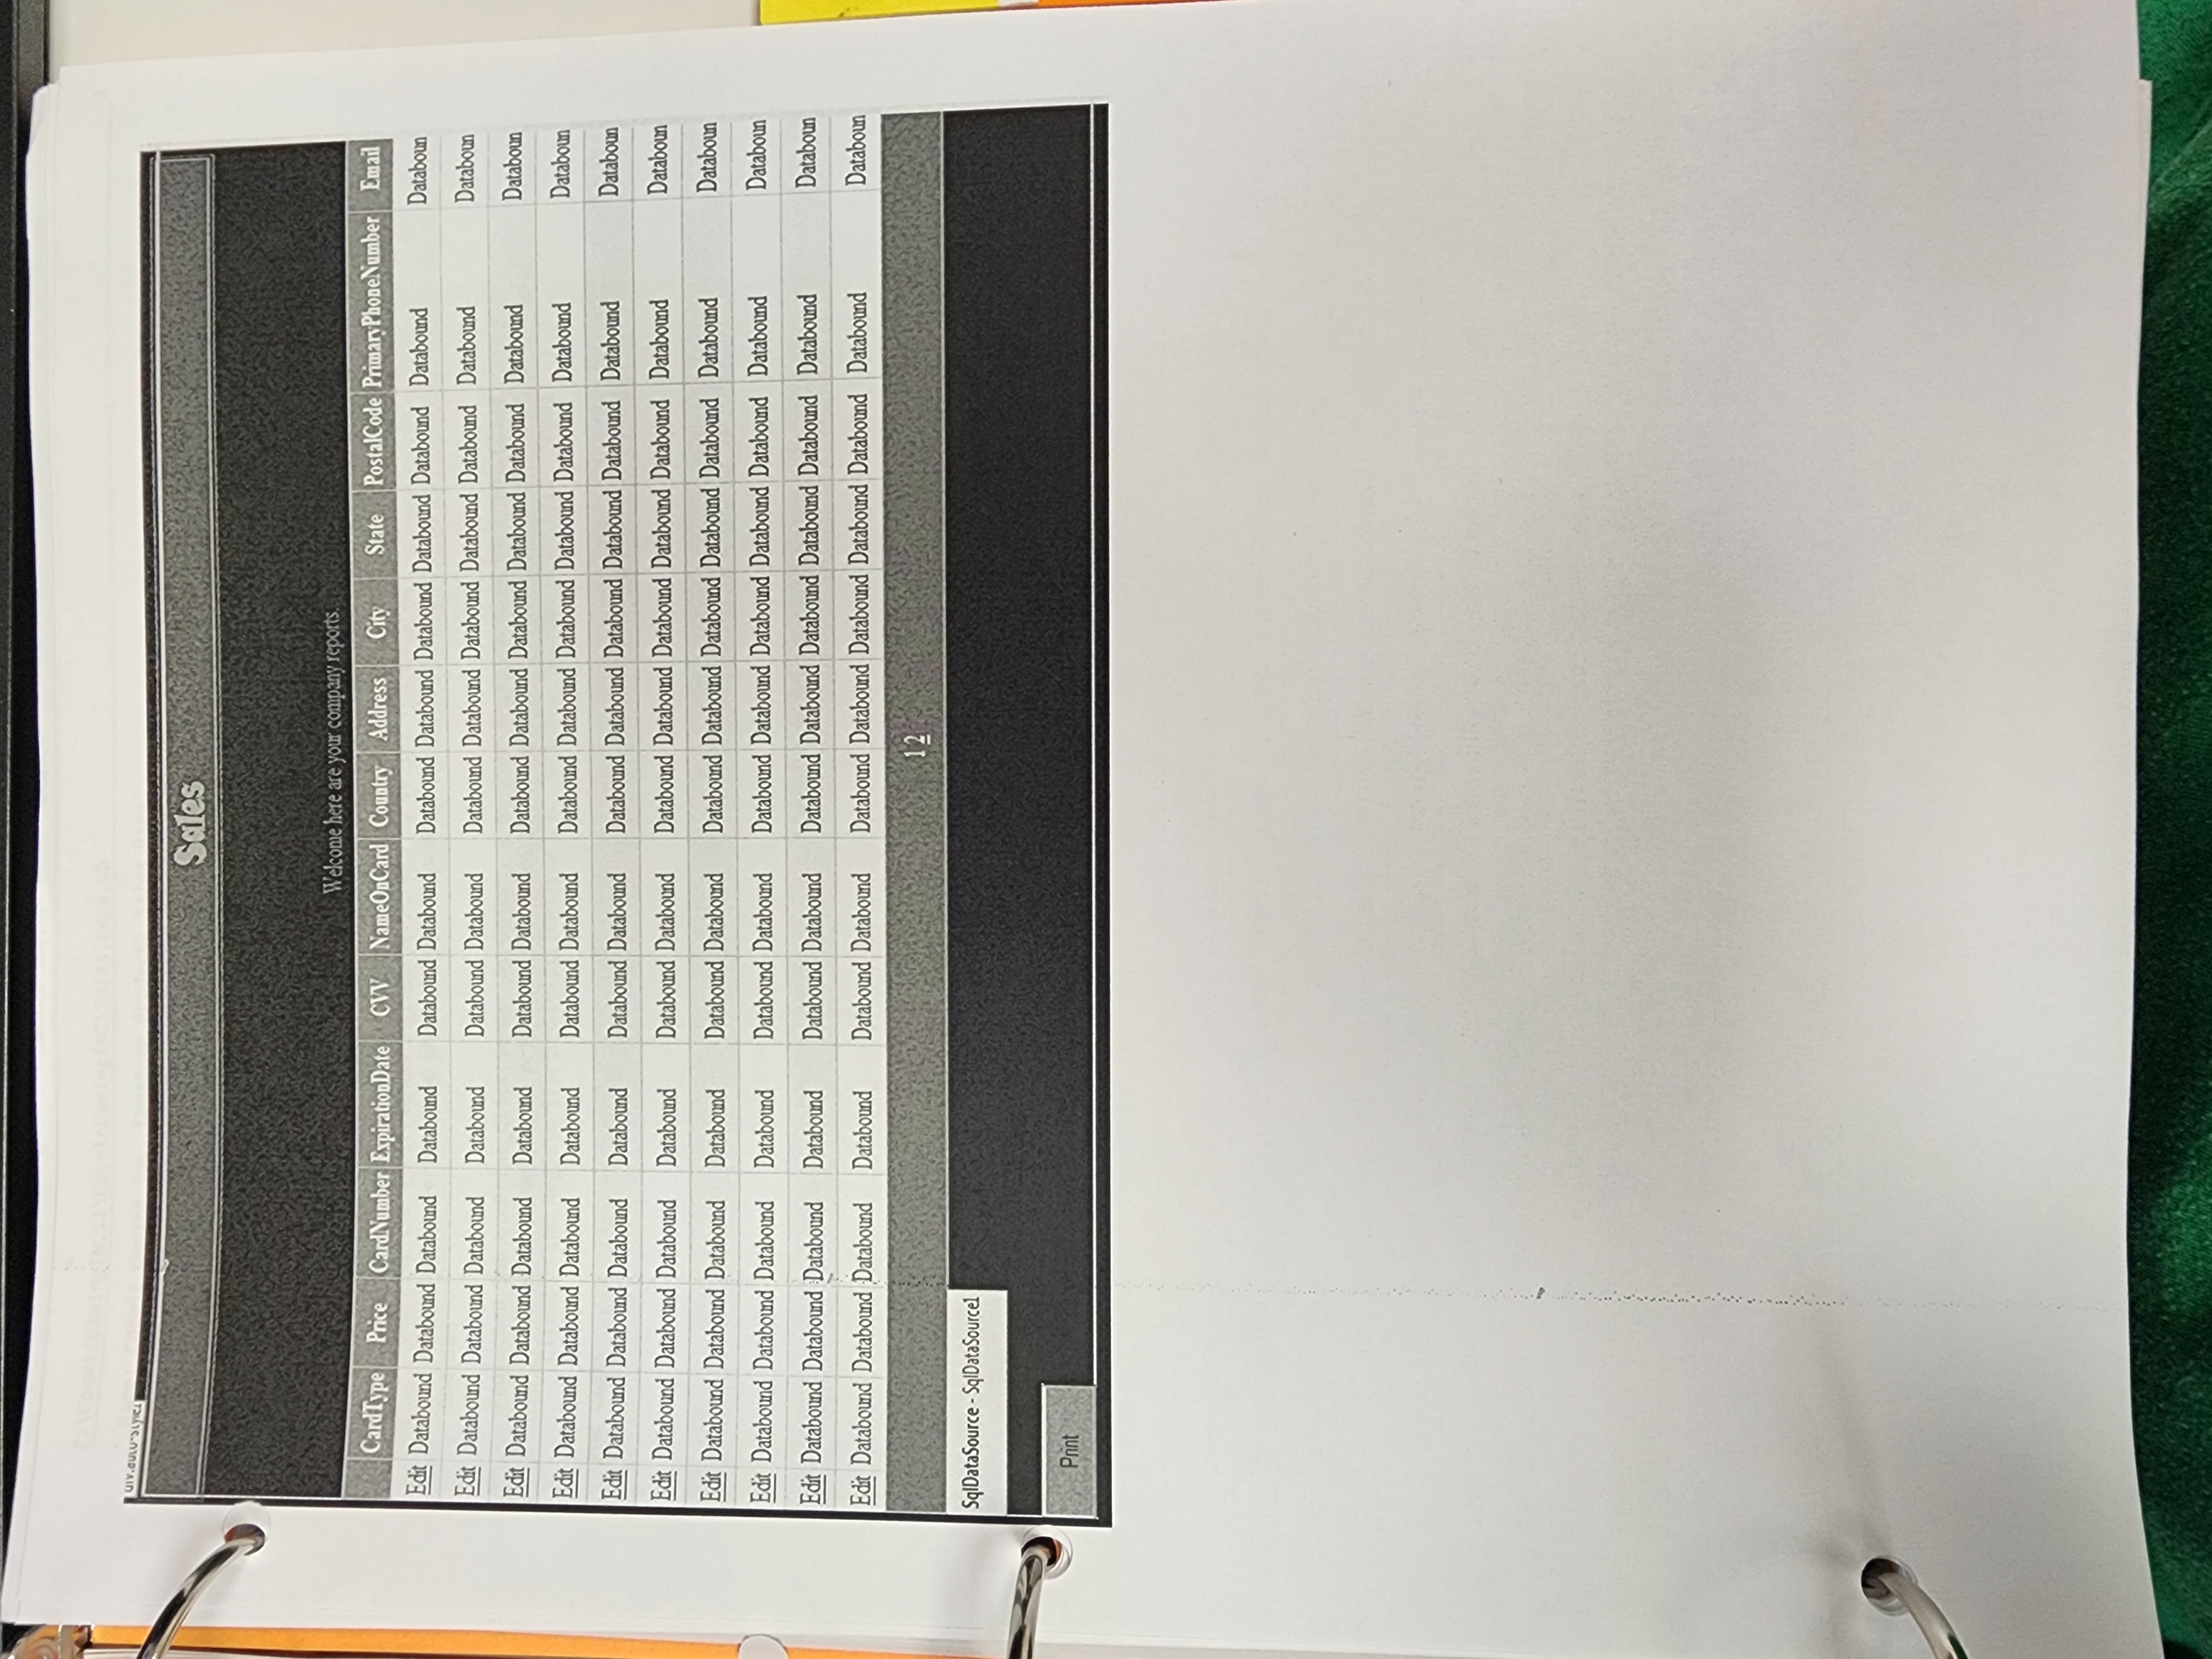 div.auto-style1
Sales
Welcome here are your company reports.
CardType Price CardNumber ExpirationDate CVV NameOnCard Country Address City State PostalCode PrimaryPhoneNumber Email
Edit Databound Databound Databound Databound Databound Databound Databound Databound Databound Databound Databound Databound Databoun
Edit Databound Databound Databound Databound Databound Databound Databound Databound Databound Databound Databound Databound Databoun
Edit Databound Databound Databound Databound Databound Databound Databound Databound Databound Databound Databound Databound Databoun
Edit Databound Databound Databound Databound Databound Databound Databound Databound Databound Databound Databound Databound Databoun
Edit Databound Databound Databound Databound Databound Databound Databound Databound Databound Databound Databound Databound Databoun
Edit Databound Databound Databound Databound Databound Databound Databound Databound Databound Databound Databound Databound Databoun
Edit Databound Databound Databound Databound Databound Databound Databound Databound Databound Databound Databound Databound Databoun
Edit Databound Databound Databound Databound Databound Databound Databound Databound Databound Databound Databound Databound Databoun
Edit Databound Databound Databound Databound Databound Databound Databound Databound Databound Databound Databound Databound Databoun
Edit Databound Databound Databound Databound Databound Databound Databound Databound Databound Databound Databound Databound Databoun
1 2
SqlDataSource - SqlDataSource1
Print